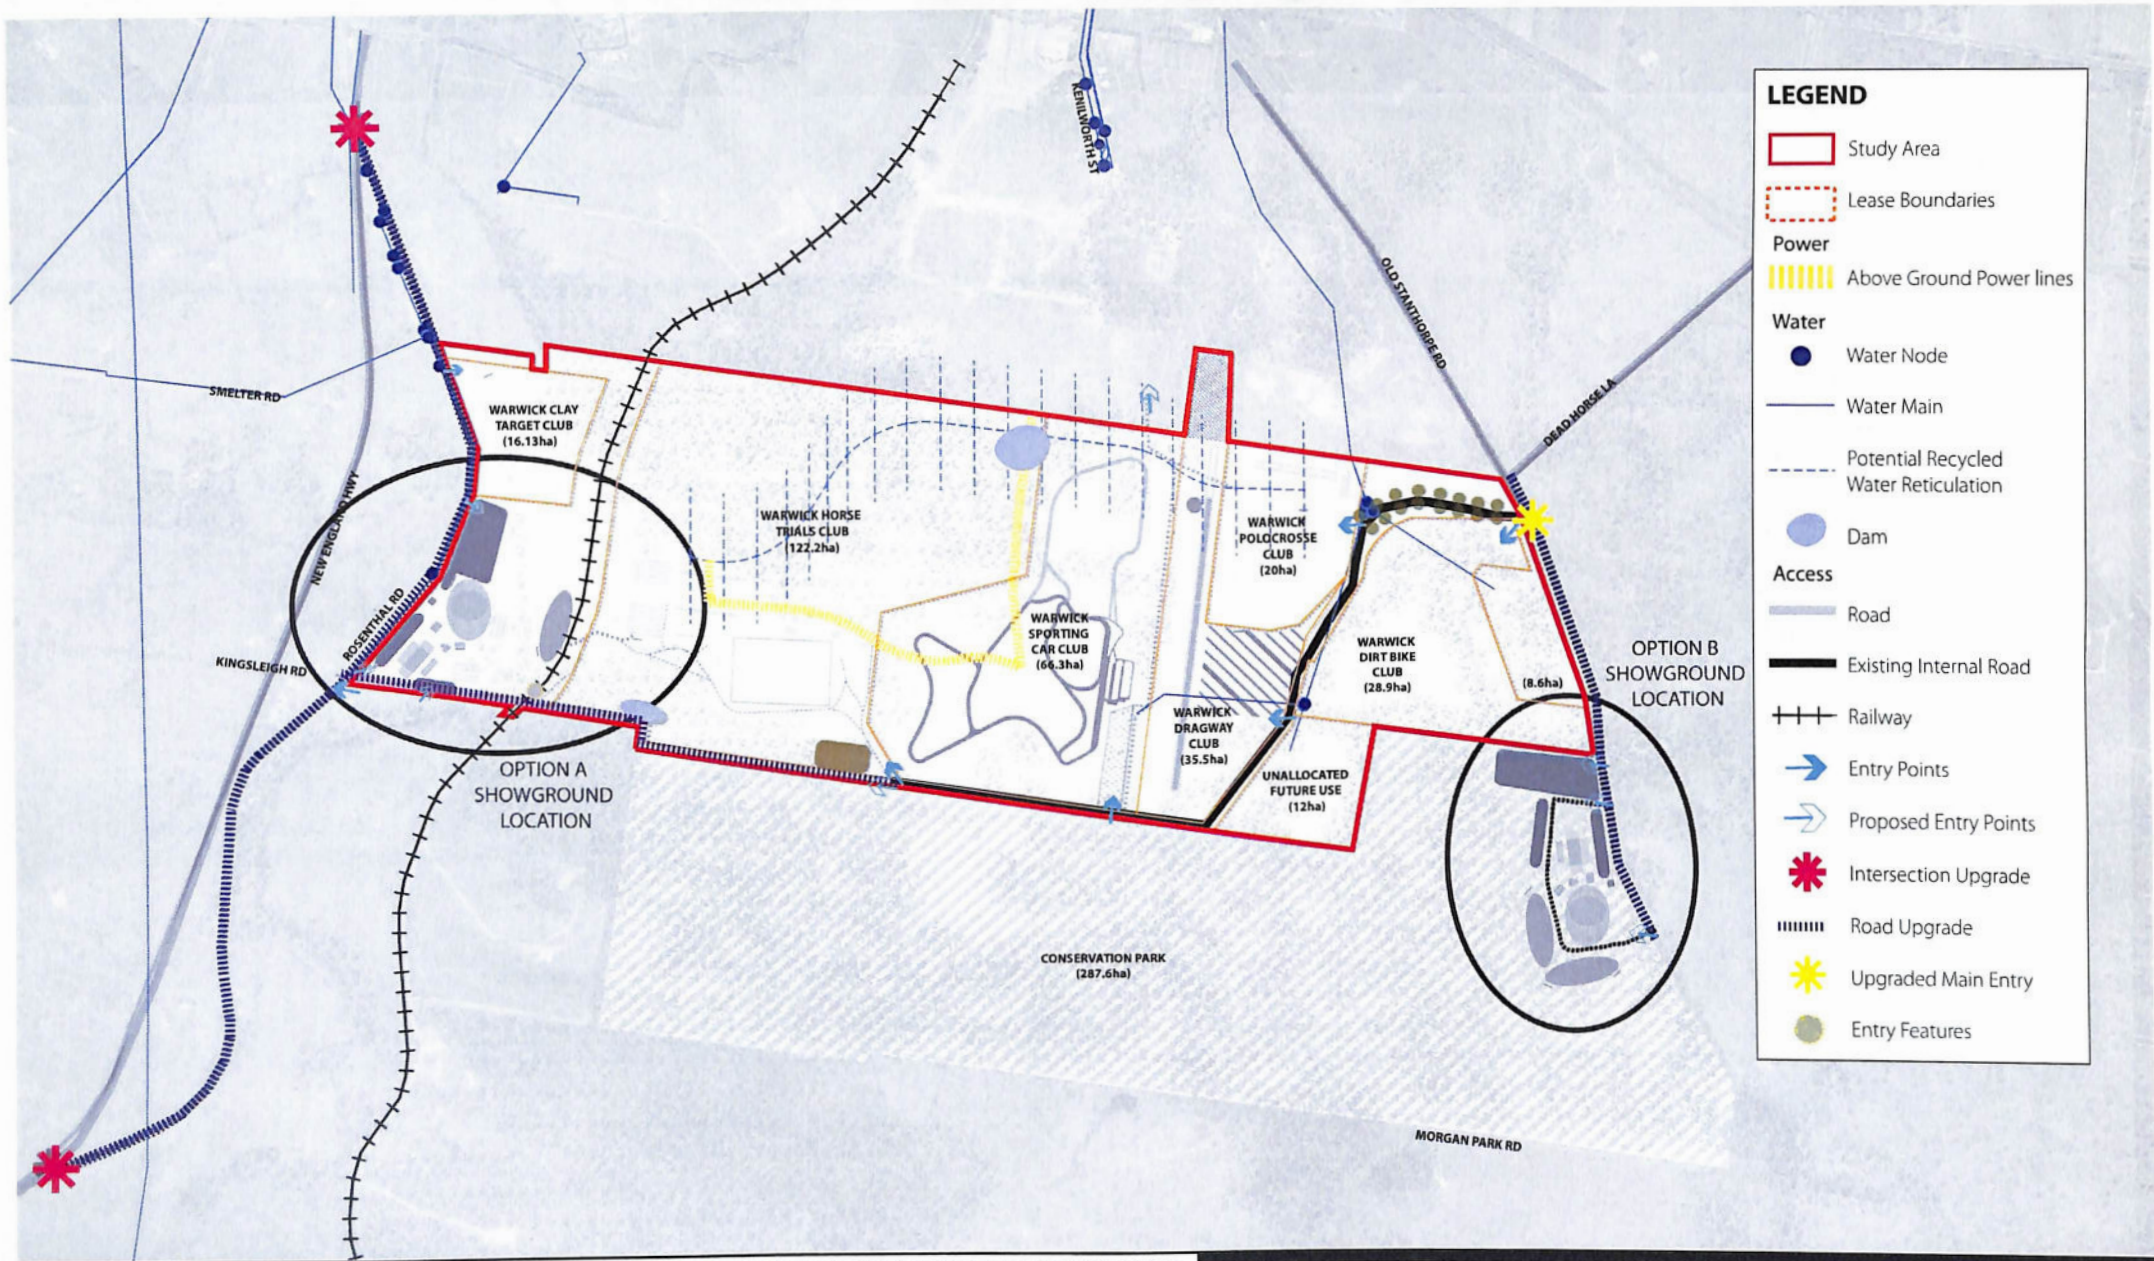 KENILWORTH ST
OLD STANTHORPE RD
DEAD HORSE LA
SMELTER RD
NEW ENGLAND HWY
ROSENTHAL RD
KINGSLEIGH RD
WARWICK CLAY
TARGET CLUB
(16.13ha)
WARWICK HORSE
TRIALS CLUB
(122.2ha)
WARWICK
SPORTING
CAR CLUB
(66.3ha)
WARWICK
POLOCROSSE
CLUB
(20ha)
WARWICK
DIRT BIKE
CLUB
(28.9ha)
(8.6ha)
WARWICK
DRAGWAY
CLUB
(35.5ha)
UNALLOCATED
FUTURE USE
(12ha)
OPTION A
SHOWGROUND
LOCATION
OPTION B
SHOWGROUND
LOCATION
CONSERVATION PARK
(287.6ha)
MORGAN PARK RD
LEGEND
Study Area
Lease Boundaries
Power
Above Ground Power lines
Water
Water Node
Water Main
Potential Recycled
Water Reticulation
Dam
Access
Road
Existing Internal Road
Railway
Entry Points
Proposed Entry Points
Intersection Upgrade
Road Upgrade
Upgraded Main Entry
Entry Features